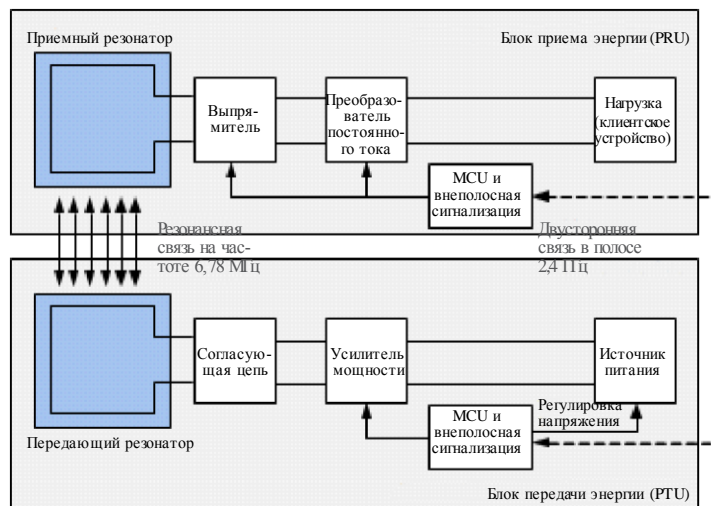 Приемный резонатор
Блок приема энергии (PRU)
Выпря-
митель
Преобразо-
ватель
постоянно-
го тока
Нагрузка
(клиентское
устройство)
MCU и
внеполосная
сигнализация
Резонансная
связь на час-
тоте 6,78 МГц
Двусторонняя
связь в полосе
2,4 ГГц
Согласую-
щая цепь
Усилитель
мощности
Источник
питания
MCU и
внеполосная
сигнализация
Регулировка
напряжения
Передающий резонатор
Блок передачи энергии (PTU)